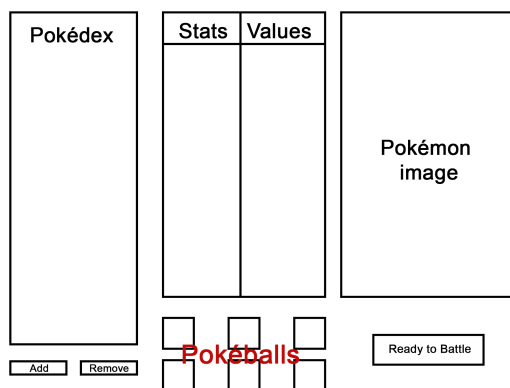 Pokédex
Stats
Values
Pokémon
image
Pokéballs
Add
Remove
Ready to Battle